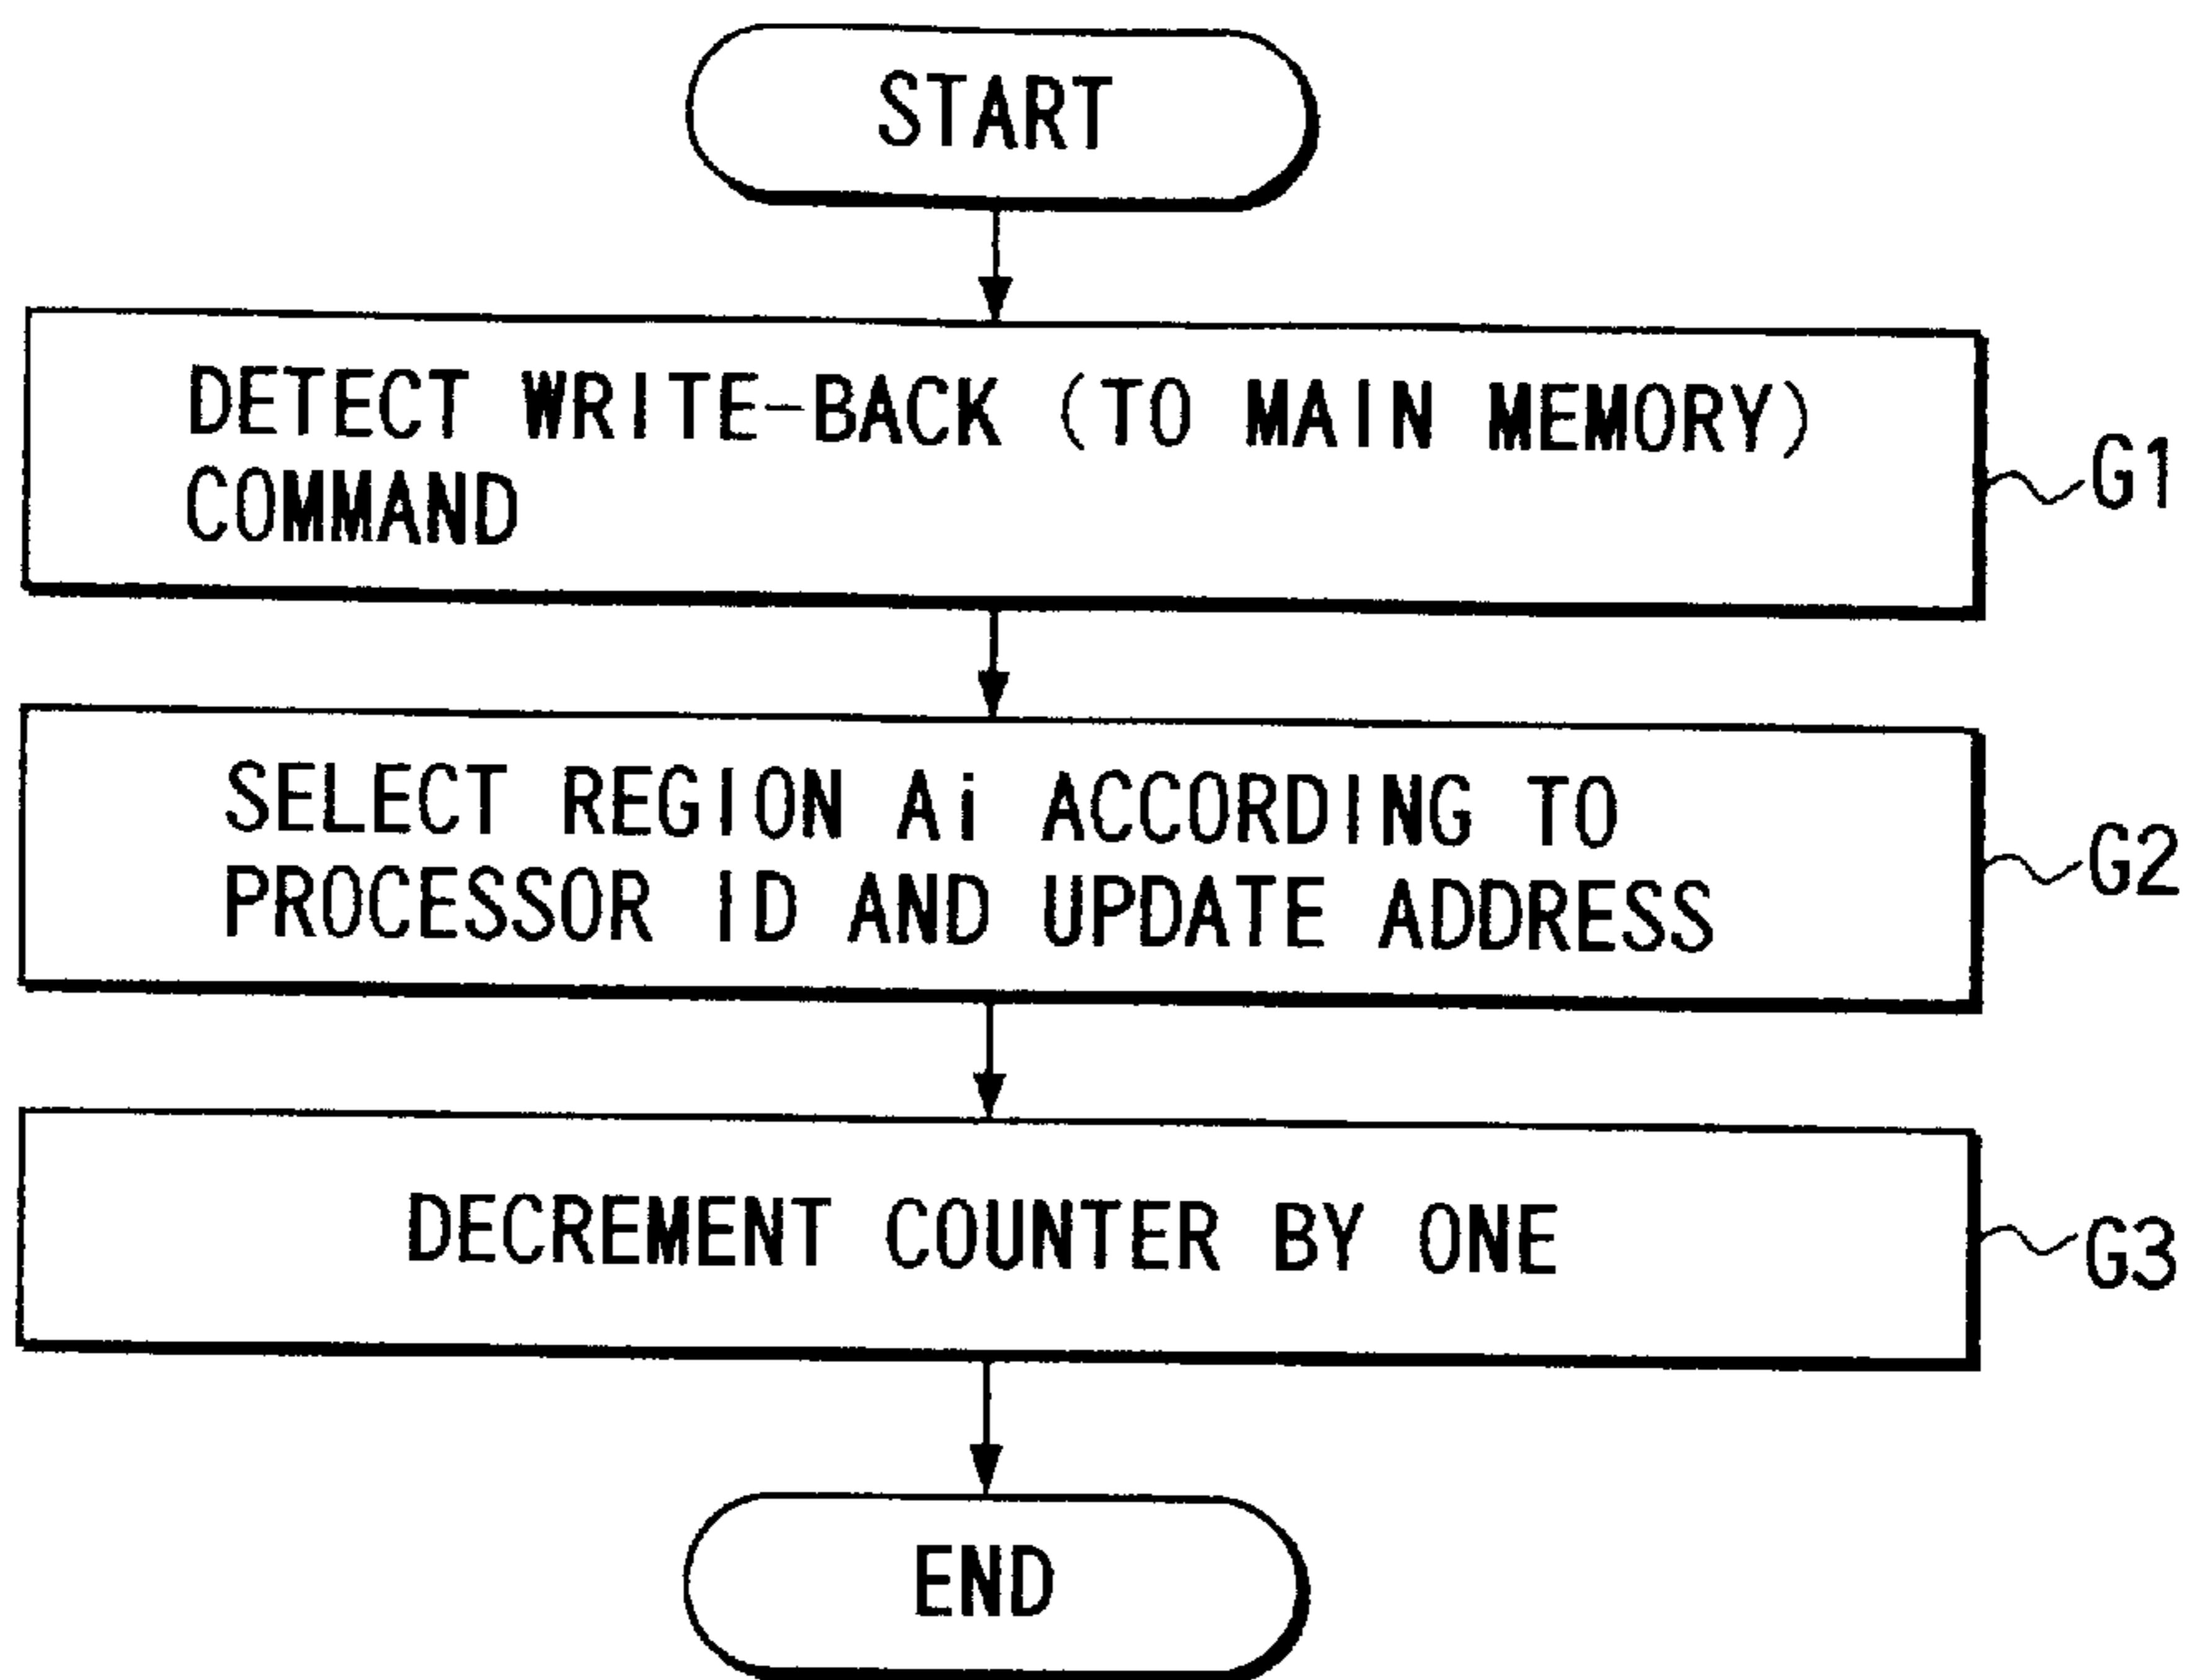 START
DETECT WRITE-BACK (TO MAIN MEMORY)
COMMAND
G1
SELECT REGION Ai ACCORDING TO
PROCESSOR ID AND UPDATE ADDRESS
G2
DECREMENT COUNTER BY ONE
G3
END